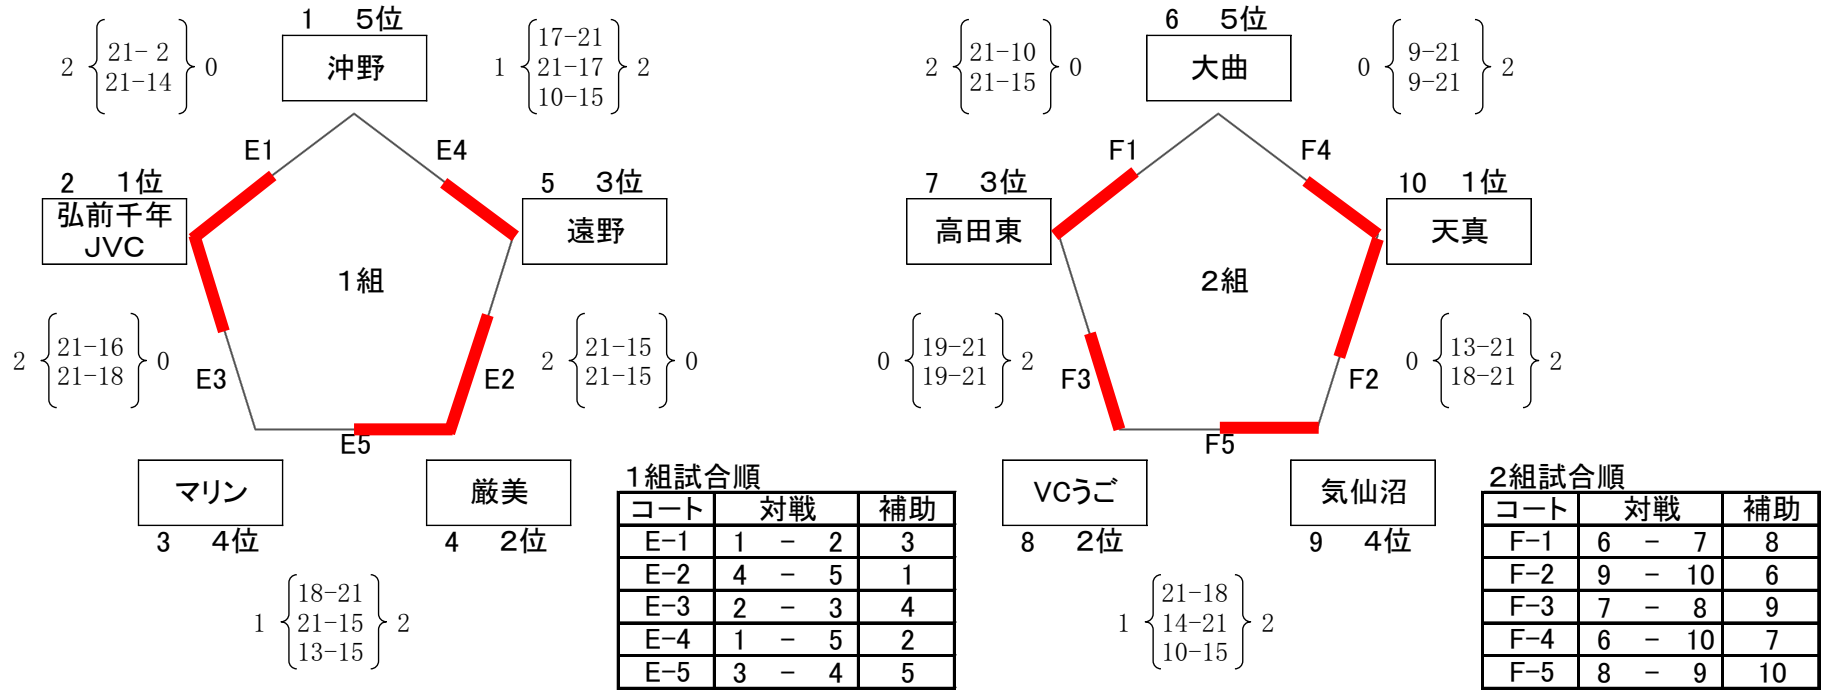 1　５位
沖野
2 21- 2 0
21-14
17-21
1 21-17 2
10-15
E1
E4
2　１位
弘前千年
JVC
5　３位
遠野
１組
2 21-16 0
21-18
E3
2 21-15 0
21-15
E2
E5
マリン
3　４位
厳美
4　２位
18-21
1 21-15 2
13-15
１組試合順
コート 対戦 補助
E-1 1 - 2 3
E-2 4 - 5 1
E-3 2 - 3 4
E-4 1 - 5 2
E-5 3 - 4 5
6　５位
大曲
2 21-10 0
21-15
0 9-21 2
9-21
F1
F4
7　３位
高田東
10　１位
天真
２組
0 19-21 2
19-21
F3
0 13-21 2
18-21
F2
F5
VCうご
8　２位
気仙沼
9　４位
21-18
1 14-21 2
10-15
２組試合順
コート 対戦 補助
F-1 6 - 7 8
F-2 9 - 10 6
F-3 7 - 8 9
F-4 6 - 10 7
F-5 8 - 9 10